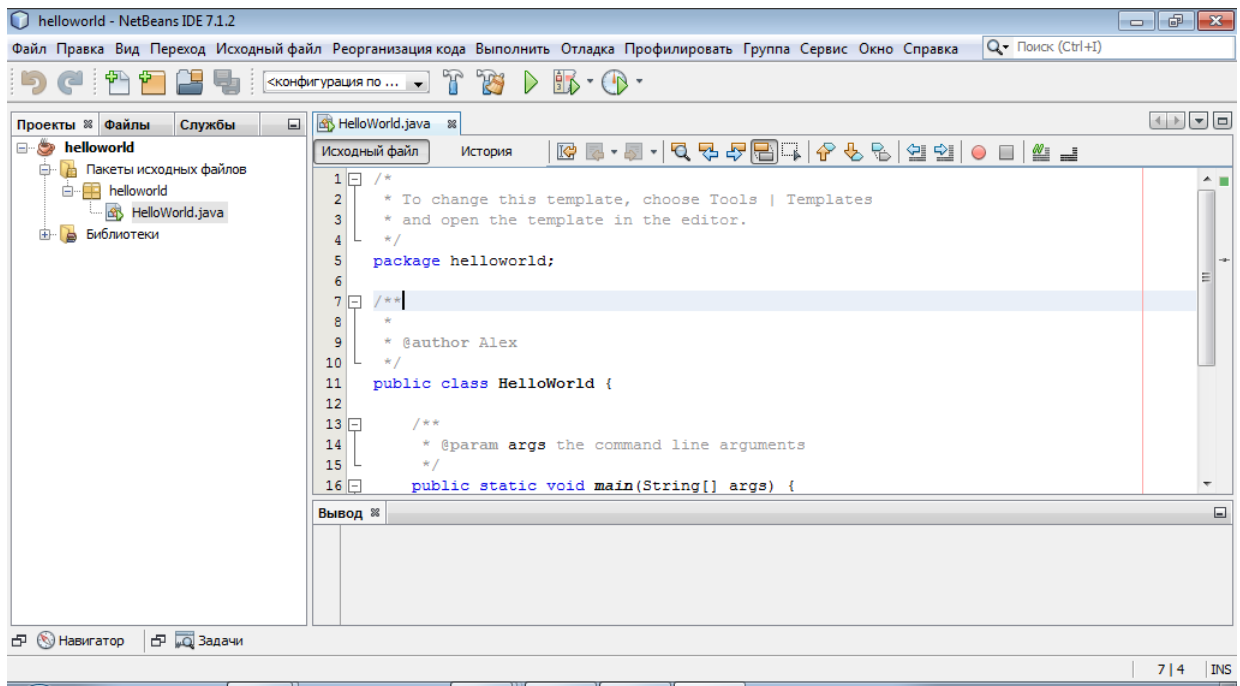 helloworld - NetBeans IDE 7.1.2
Файл Правка Вид Переход Исходный файл Реорганизация кода Выполнить Отладка Профилировать Группа Сервис Окно Справка Поиск (Ctrl+I)
<конфигурация по ...
Проекты Файлы Службы
helloworld
Пакеты исходных файлов
helloworld
HelloWorld.java
Библиотеки
HelloWorld.java
Исходный файл История
1 /*
2 * To change this template, choose Tools | Templates
3 * and open the template in the editor.
4 */
5 package helloworld;
6
7 /**
8 *
9 * @author Alex
10 */
11 public class HelloWorld {
12
13 /**
14 * @param args the command line arguments
15 */
16 public static void main(String[] args) {
Вывод
Навигатор Задачи
7 | 4 INS